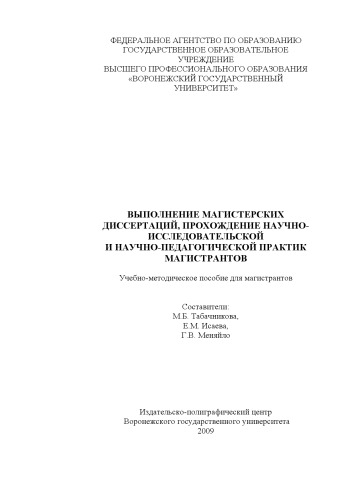 ФЕДЕРАЛЬНОЕ АГЕНТСТВО ПО ОБРАЗОВАНИЮ
ГОСУДАРСТВЕННОЕ ОБРАЗОВАТЕЛЬНОЕ
УЧРЕЖДЕНИЕ
ВЫСШЕГО ПРОФЕССИОНАЛЬНОГО ОБРАЗОВАНИЯ
«ВОРОНЕЖСКИЙ ГОСУДАРСТВЕННЫЙ
УНИВЕРСИТЕТ»
ВЫПОЛНЕНИЕ МАГИСТЕРСКИХ
ДИССЕРТАЦИЙ, ПРОХОЖДЕНИЕ НАУЧНО-
ИССЛЕДОВАТЕЛЬСКОЙ
И НАУЧНО-ПЕДАГОГИЧЕСКОЙ ПРАКТИК
МАГИСТРАНТОВ
Учебно-методическое пособие для магистрантов
Составители:
М.Б. Табачникова,
Е.М. Исаева,
Г.В. Меняйло
Издательско-полиграфический центр
Воронежского государственного университета
2009